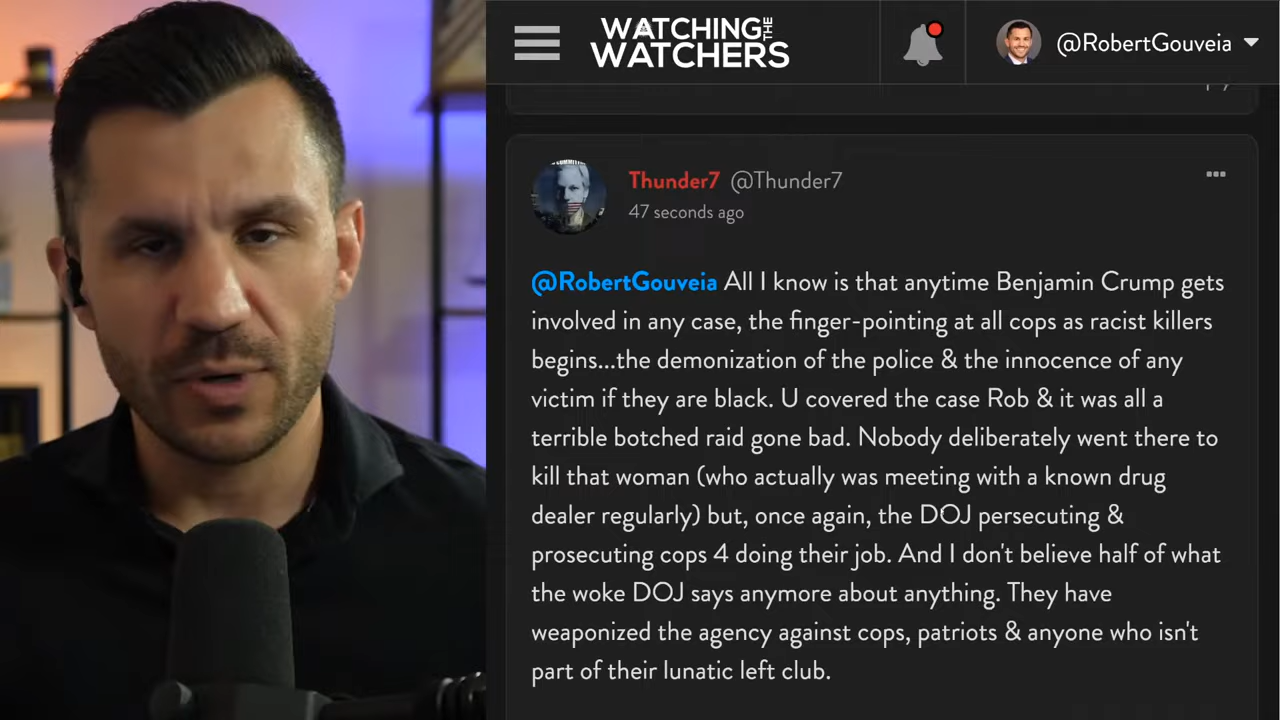 WATCHING THE
WATCHERS
@RobertGouveia
Thunder7 @Thunder7
47 seconds ago
@RobertGouveia All I know is that anytime Benjamin Crump gets
involved in any case, the finger-pointing at all cops as racist killers
begins...the demonization of the police & the innocence of any
victim if they are black. U covered the case Rob & it was all a
terrible botched raid gone bad. Nobody deliberately went there to
kill that woman (who actually was meeting with a known drug
dealer regularly) but, once again, the DOJ persecuting &
prosecuting cops 4 doing their job. And I don't believe half of what
the woke DOJ says anymore about anything. They have
weaponized the agency against cops, patriots & anyone who isn't
part of their lunatic left club.